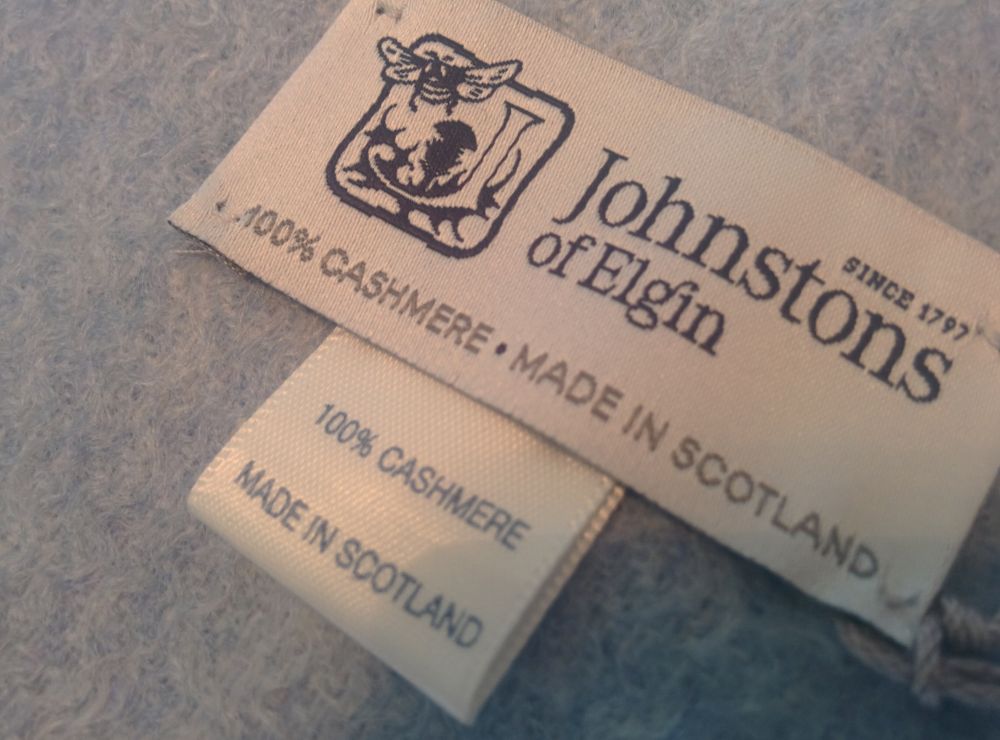 Johnstons
of Elgin
SINCE 1797
100% CASHMERE • MADE IN SCOTLAND
100% CASHMERE
MADE IN SCOTLAND